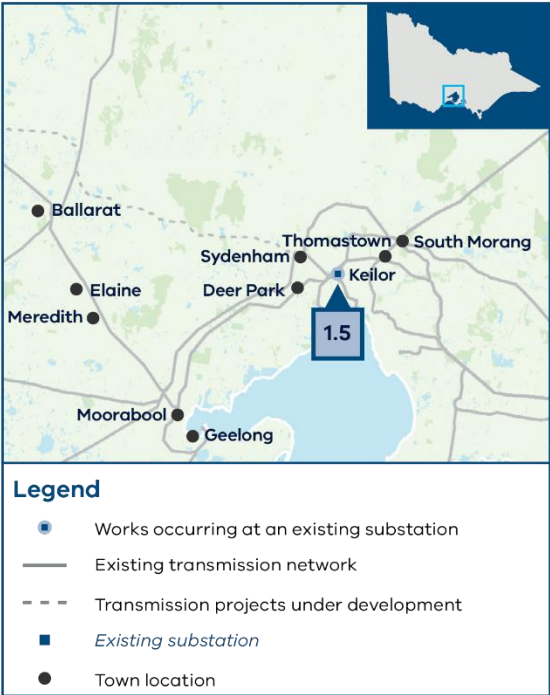 Ballarat
Thomastown
South Morang
Sydenham
Keilor
Elaine
Deer Park
Meredith
1.5
Moorabool
Geelong
Legend
Works occurring at an existing substation
Existing transmission network
Transmission projects under development
Existing substation
Town location